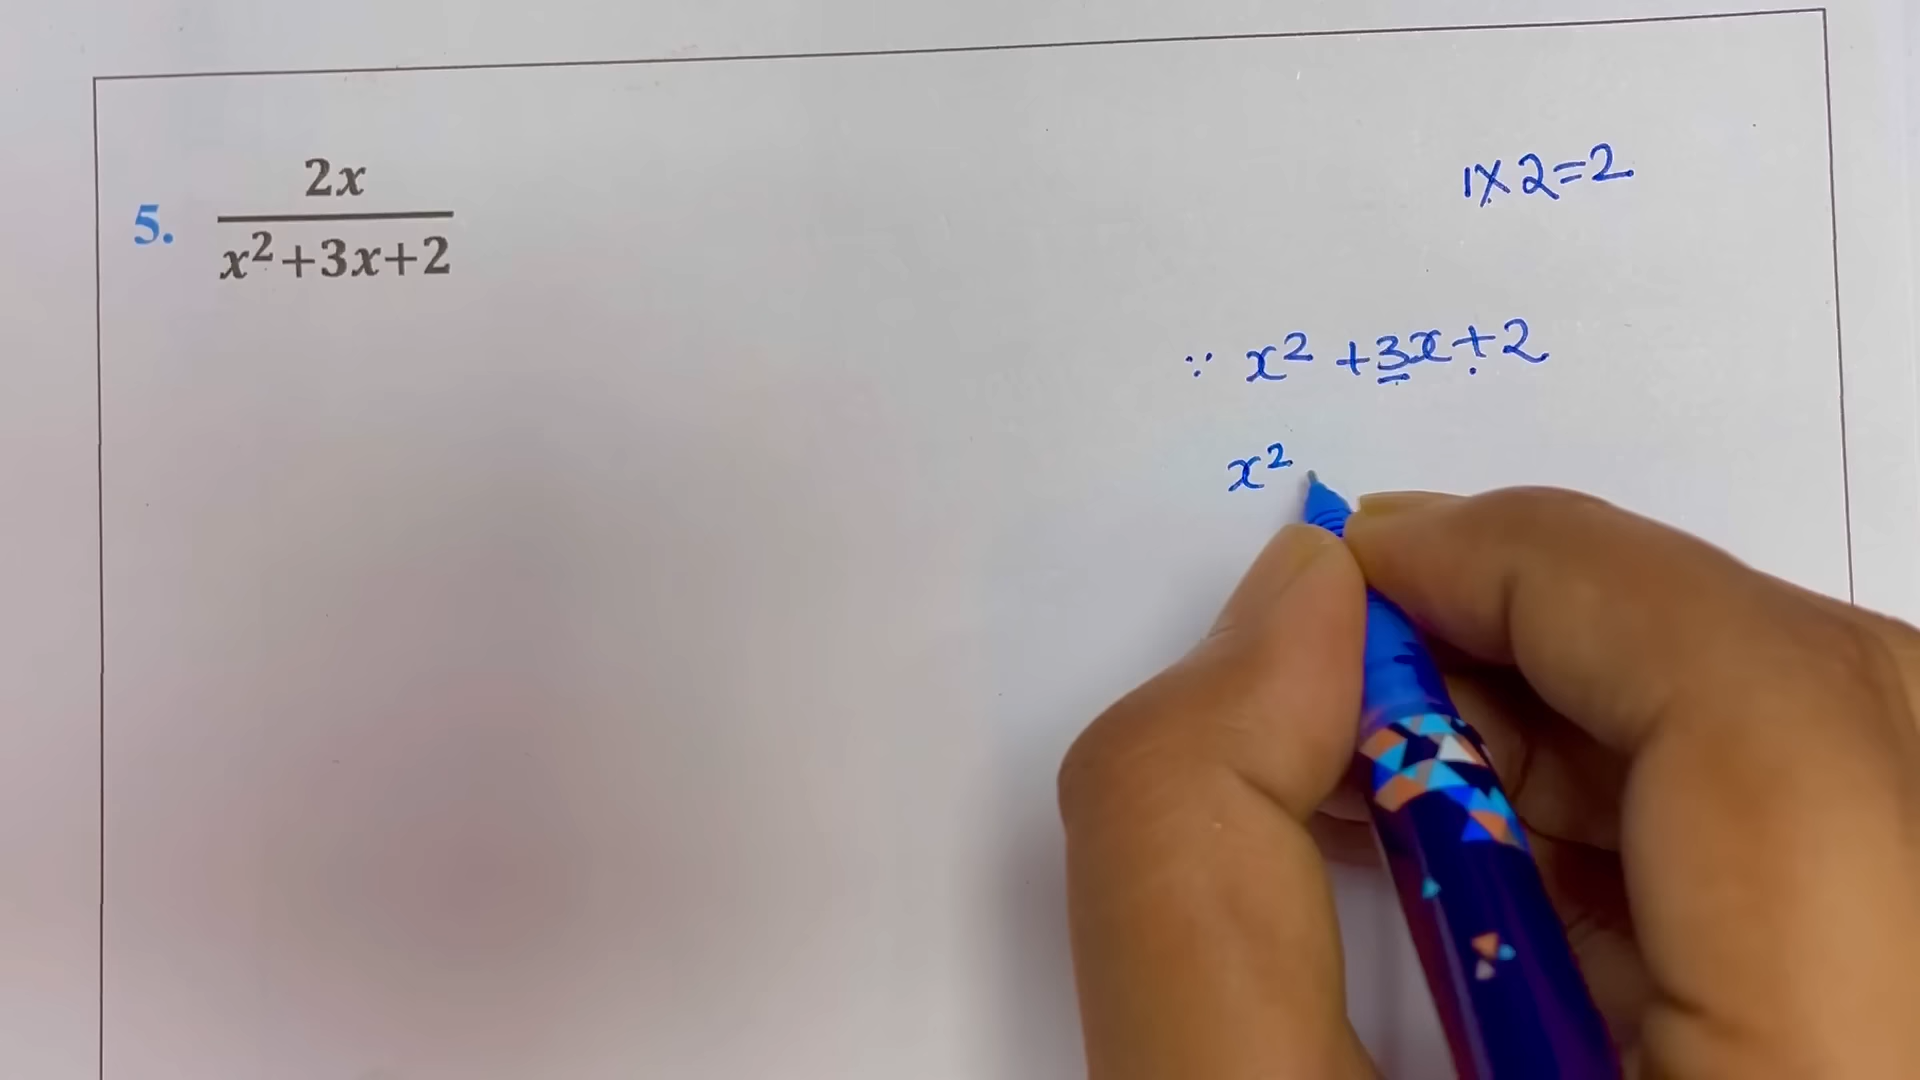 5. 2x
x²+3x+2
1×2=2
∵ x² +3x+2
x²